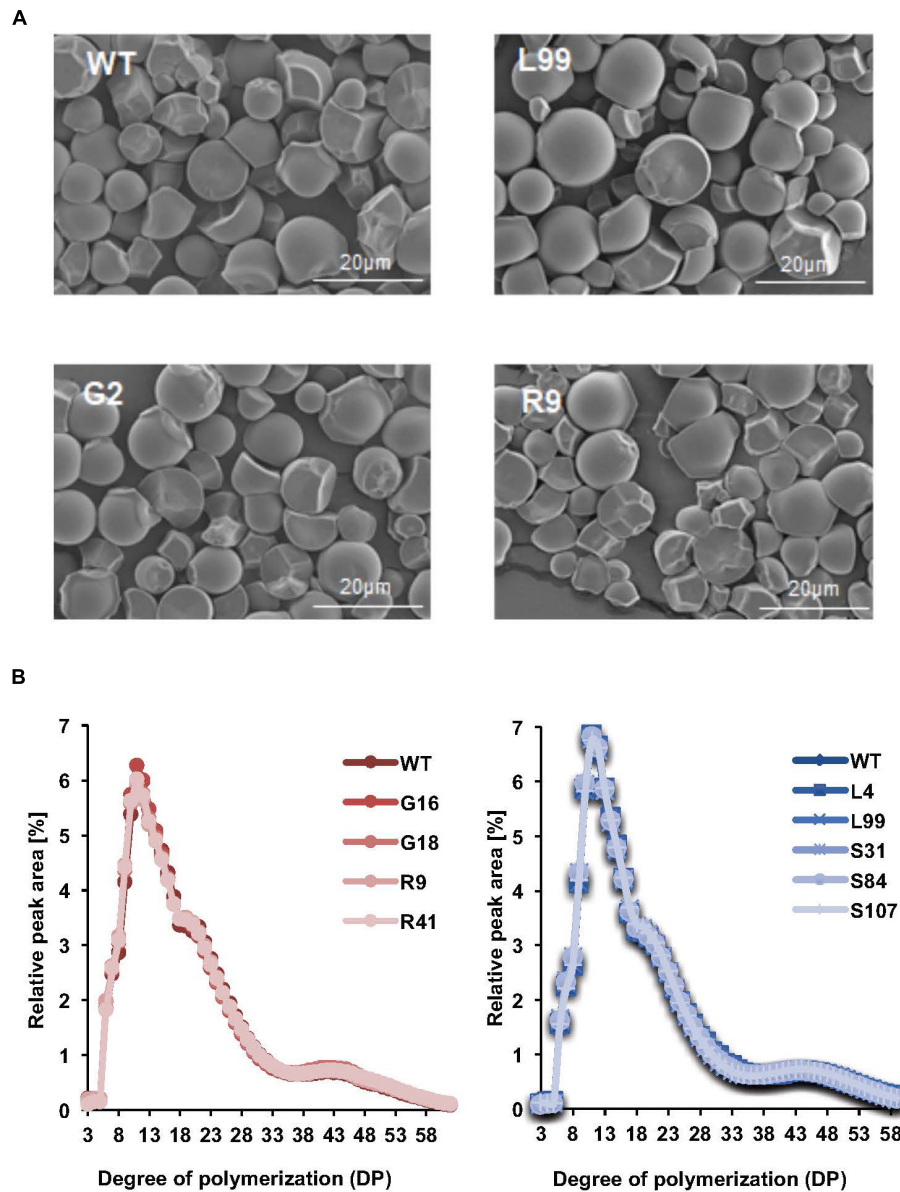 A
WT
20µm
L99
20µm
G2
20µm
R9
20µm
B
Relative peak area [%]
7
6
5
4
3
2
1
0
3 8 13 18 23 28 33 38 43 48 53 58
Degree of polymerization (DP)
WT
G16
G18
R9
R41
Relative peak area [%]
7
6
5
4
3
2
1
0
3 8 13 18 23 28 33 38 43 48 53 58
Degree of polymerization (DP)
WT
L4
L99
S31
S84
S107